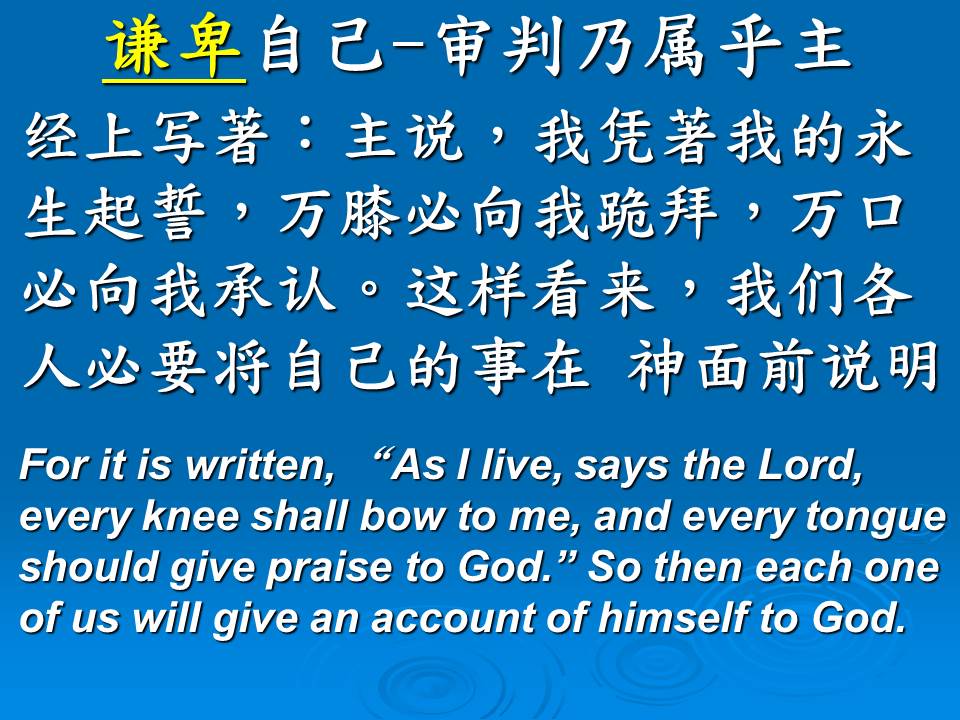 谦卑自己-审判乃属乎主
经上写著：主说，我凭著我的永
生起誓，万膝必向我跪拜，万口
必向我承认。这样看来，我们各
人必要将自己的事在 神面前说明
For it is written, “As I live, says the Lord,
every knee shall bow to me, and every tongue
should give praise to God.” So then each one
of us will give an account of himself to God.